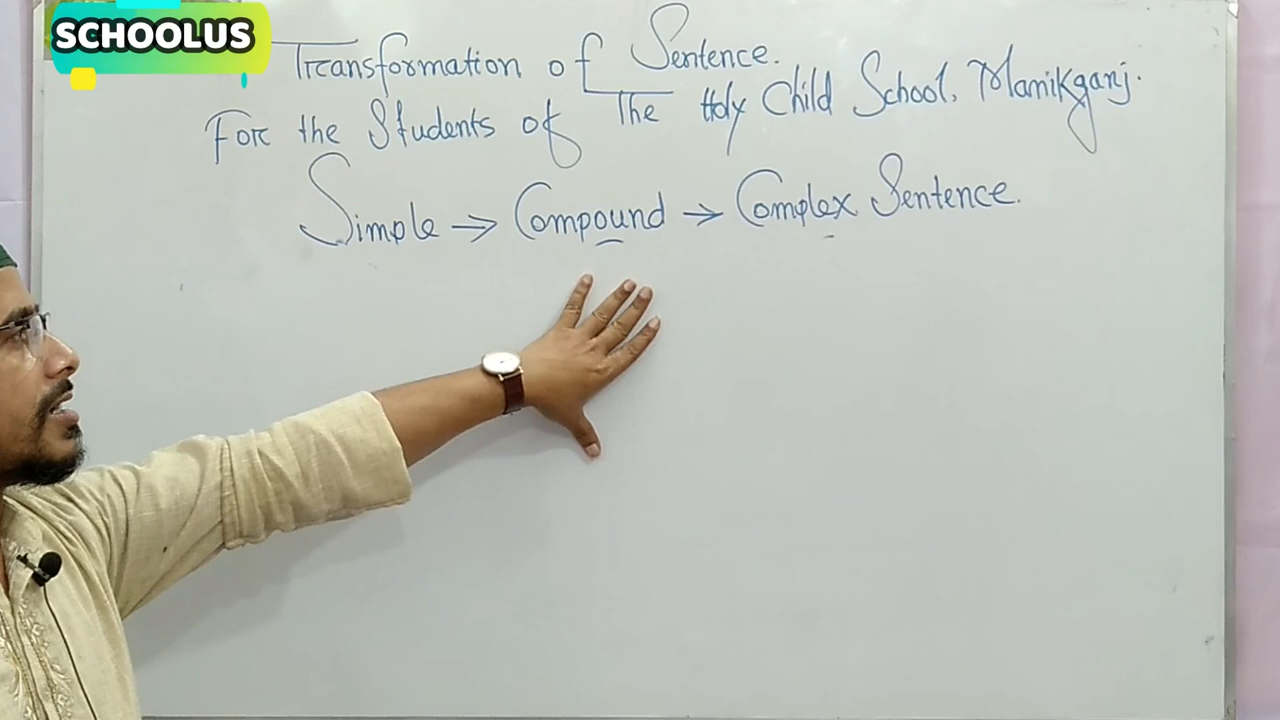 SCHOOLUS
Transformation of Sentence.
For the Students of The Holy Child School, Manikganj.
Simple → Compound → Complex Sentence.